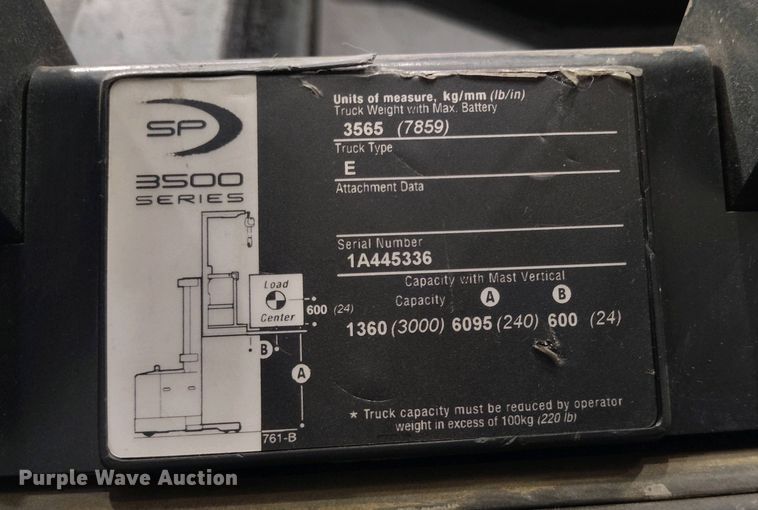 SP
3500
SERIES
Units of measure, kg/mm (lb/in)
Truck Weight with Max. Battery
3565 (7859)
Truck Type
E
Attachment Data
Serial Number
1A445336
Capacity with Mast Vertical
Capacity A B
1360 (3000) 6095 (240) 600 (24)
Load
Center
600 (24)
B
A
761-B
* Truck capacity must be reduced by operator
weight in excess of 100kg (220 lb)
Purple Wave Auction